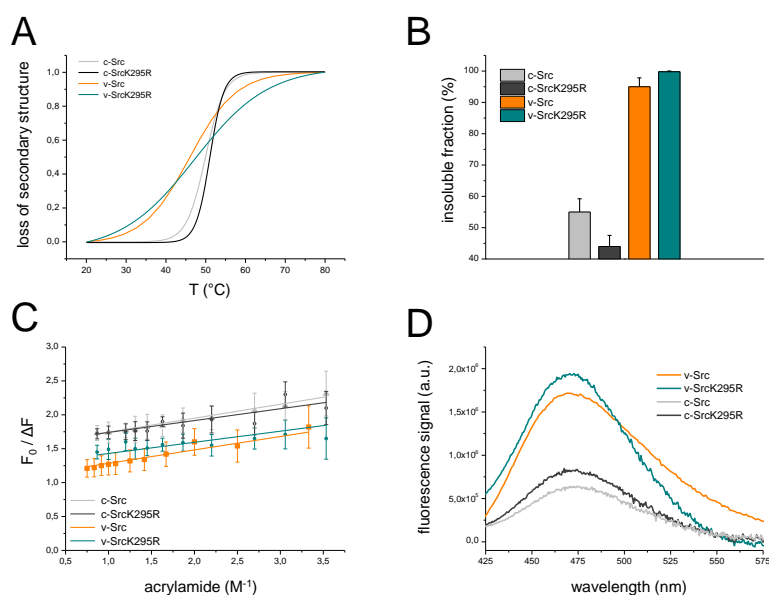 A
c-Src
c-SrcK295R
v-Src
v-SrcK295R
loss of secondary structure
1,0
0,8
0,6
0,4
0,2
0,0
20 30 40 50 60 70 80
T (°C)
B
c-Src
c-SrcK295R
v-Src
v-SrcK295R
insoluble fraction (%)
100
90
80
70
60
50
40
C
F0 / ΔF
3,0
2,5
2,0
1,5
1,0
0,5
0,0
0,0 0,5 1,0 1,5 2,0 2,5 3,0 3,5
c-Src
c-SrcK295R
v-Src
v-SrcK295R
acrylamide (M-1)
D
v-Src
v-SrcK295R
c-Src
c-SrcK295R
fluorescence signal (a.u.)
2,0x10⁶
1,5x10⁶
1,0x10⁶
5,0x10⁵
0,0
425 450 475 500 525 550 575
wavelength (nm)